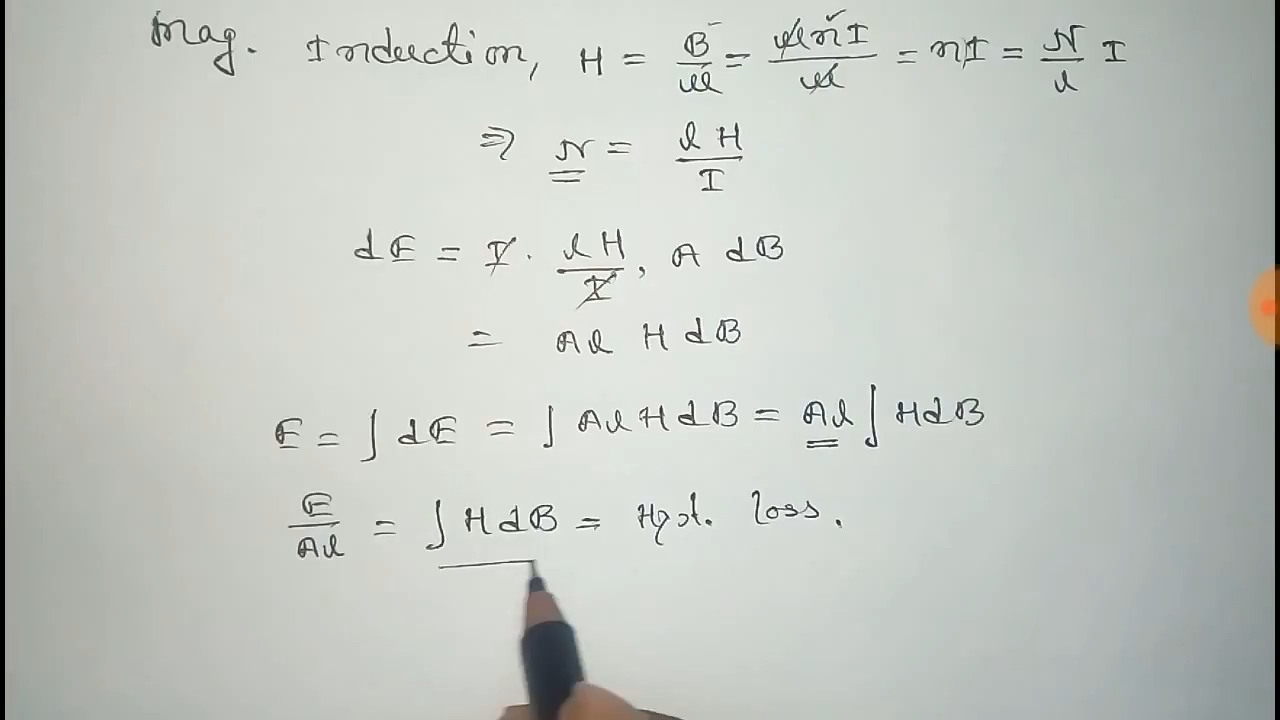 Mag. Induction, H = B/μ = μnI/μ = nI = N/l I
⇒ N = lH/I
dE = I . lH/I , A dB
= Al H dB
E = ∫ dE = ∫ Al H dB = Al ∫ H dB
E/Al = ∫ H dB = Hyst. loss.